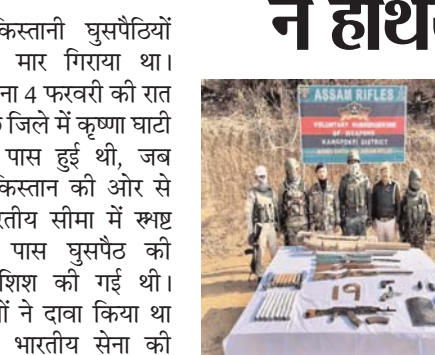 किस्तानी घुसपैठियों
मार गिराया था।
ना 4 फरवरी की रात
जिले में कृष्णा घाटी
पास हुई थी, जब
किस्तान की ओर से
रतीय सीमा में स्पष्ट
पास घुसपैठ की
शिश की गई थी।
ों ने दावा किया था
भारतीय सेना की
ने हथि
ASSAM RIFLES
VOLUNTARY SURRENDERING
OF WEAPONS
KANGPOKPI DISTRICT
19